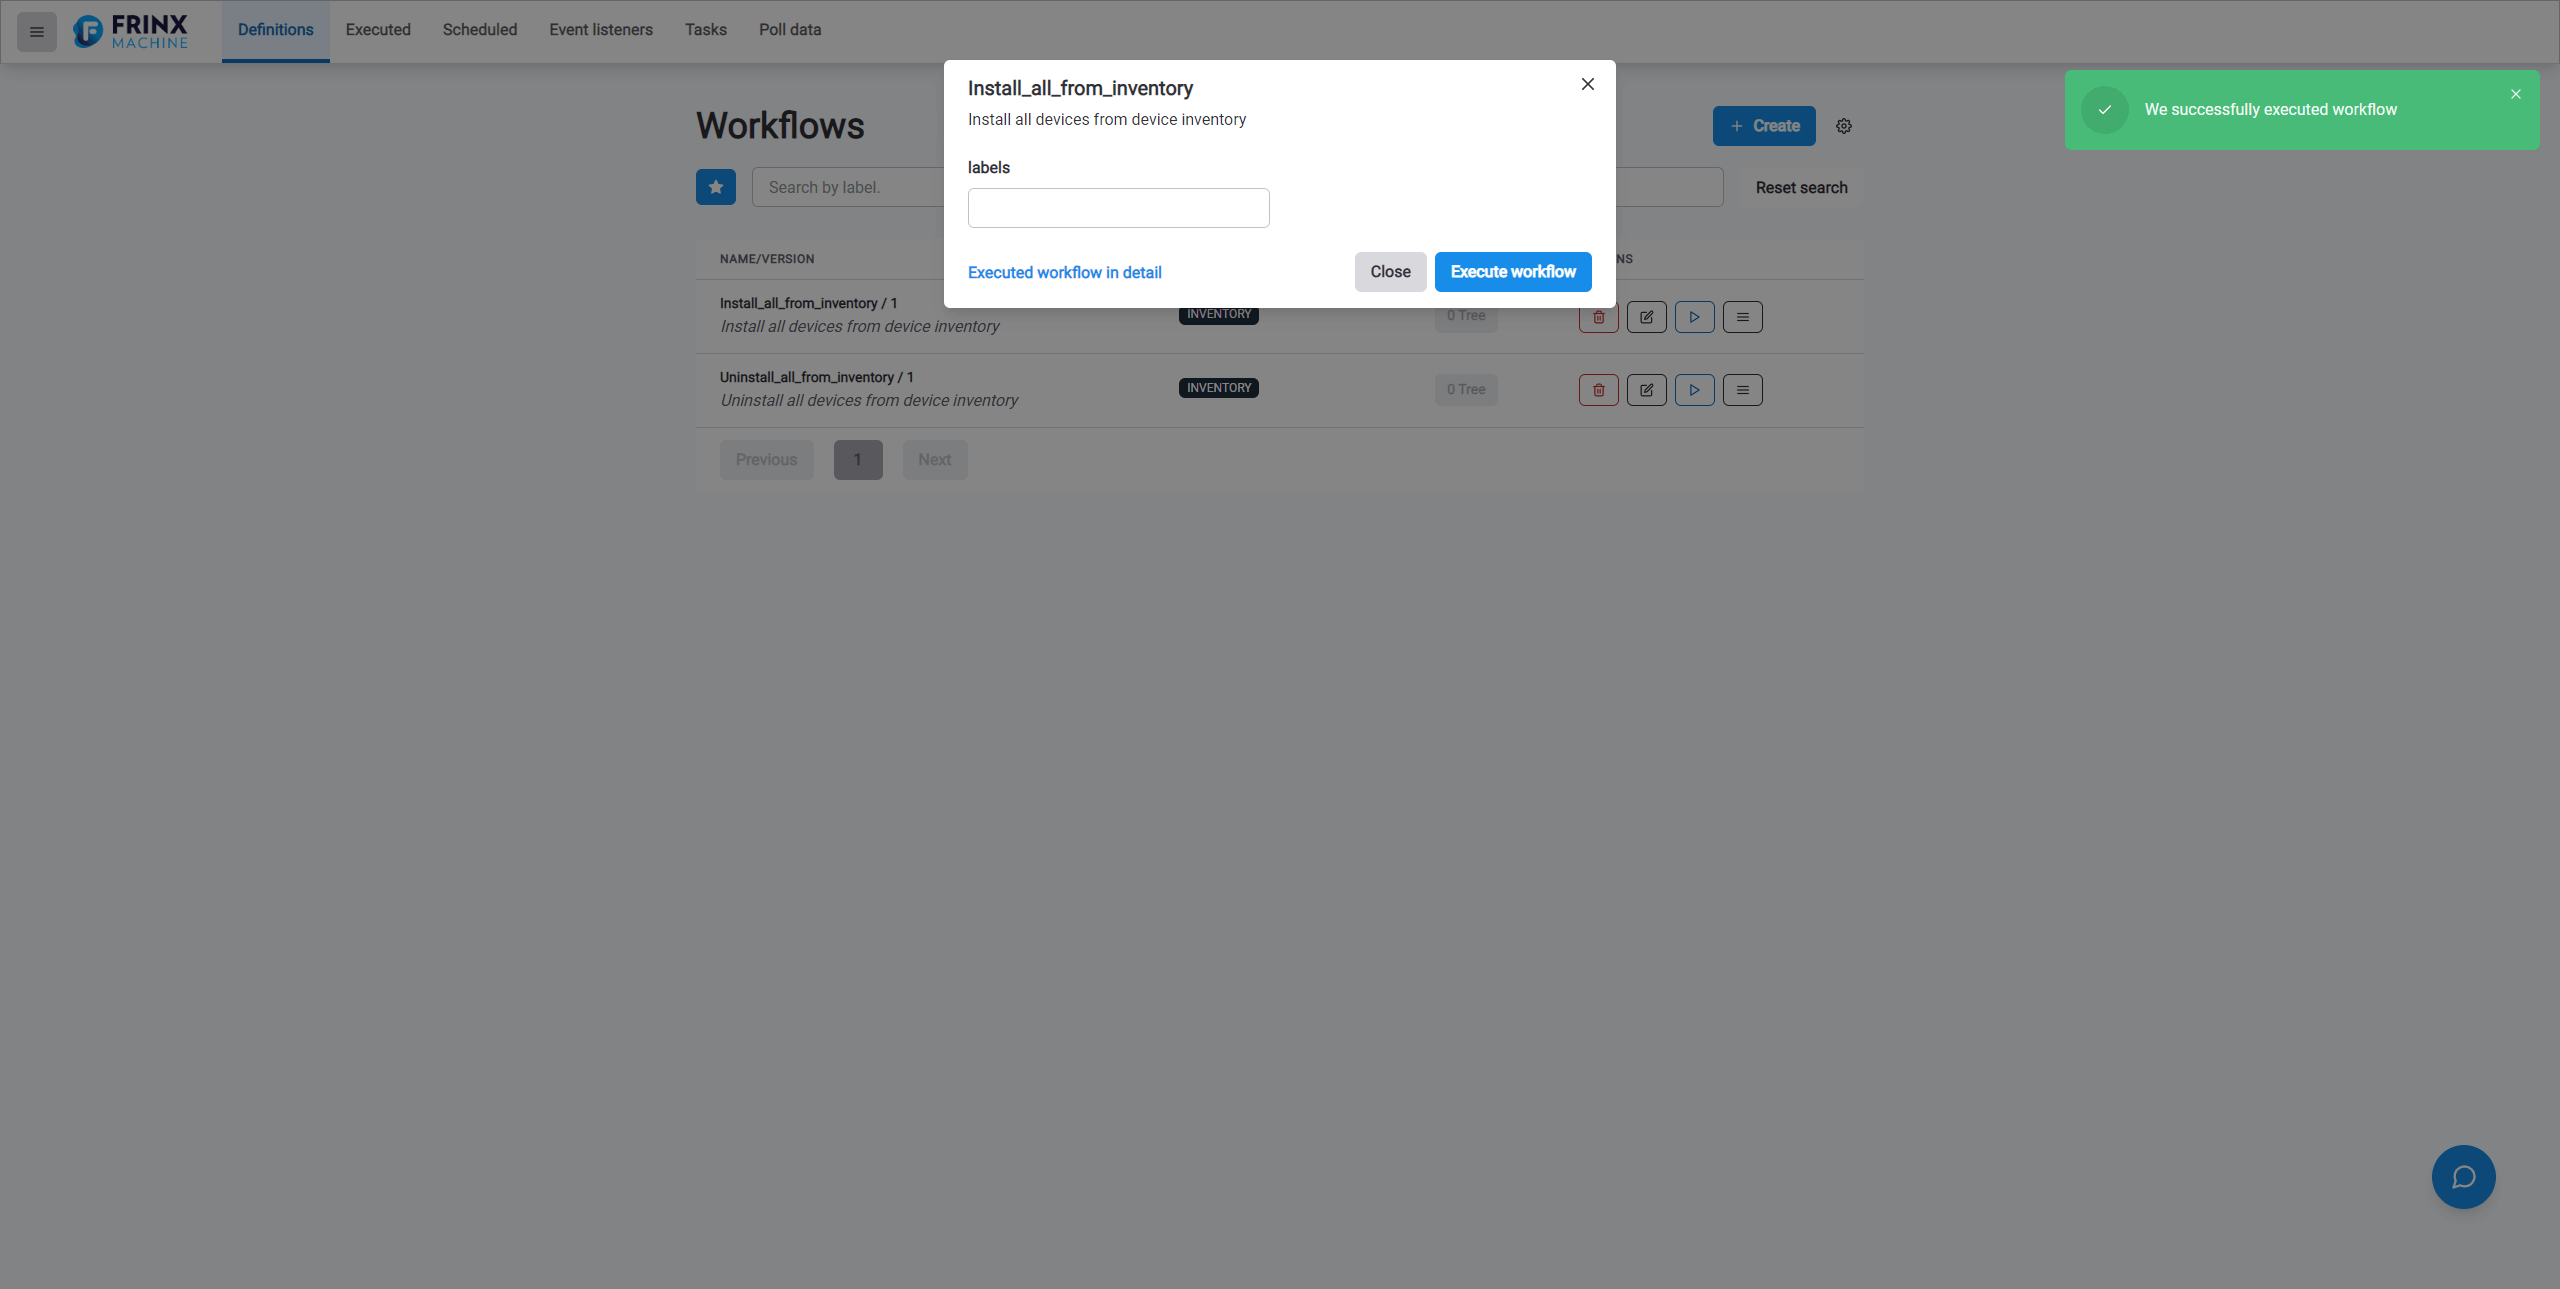 FRINX
MACHINE
Definitions
Executed
Scheduled
Event listeners
Tasks
Poll data
Install_all_from_inventory
Install all devices from device inventory
labels
Executed workflow in detail
Close
Execute workflow
We successfully executed workflow
Workflows
Create
Search by label.
Reset search
NAME/VERSION
NS
Install_all_from_inventory / 1
Install all devices from device inventory
INVENTORY
0 Tree
Uninstall_all_from_inventory / 1
Uninstall all devices from device inventory
INVENTORY
0 Tree
Previous
1
Next